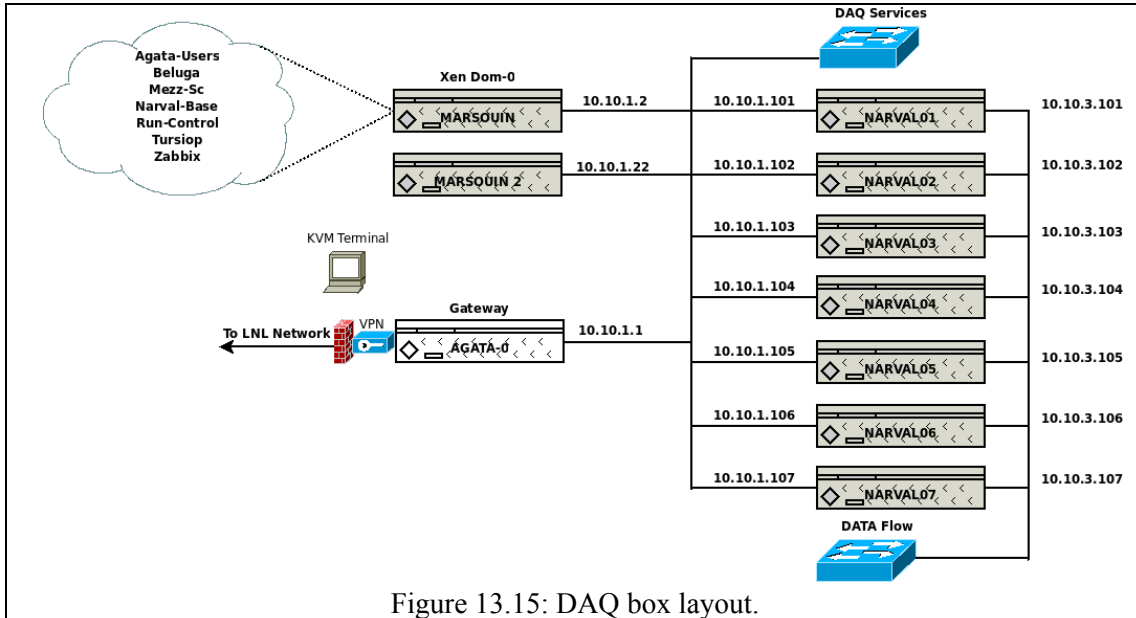 DAQ Services
Agata-Users
Beluga
Mezz-Sc
Narval-Base
Run-Control
Tursiop
Zabbix
Xen Dom-0
MARSOUIN
10.10.1.2
10.10.1.101
NARVAL01
10.10.3.101
MARSOUIN 2
10.10.1.22
10.10.1.102
NARVAL02
10.10.3.102
10.10.1.103
NARVAL03
10.10.3.103
KVM Terminal
10.10.1.104
NARVAL04
10.10.3.104
Gateway
To LNL Network
VPN
AGATA-0
10.10.1.1
10.10.1.105
NARVAL05
10.10.3.105
10.10.1.106
NARVAL06
10.10.3.106
10.10.1.107
NARVAL07
10.10.3.107
DATA Flow
Figure 13.15: DAQ box layout.